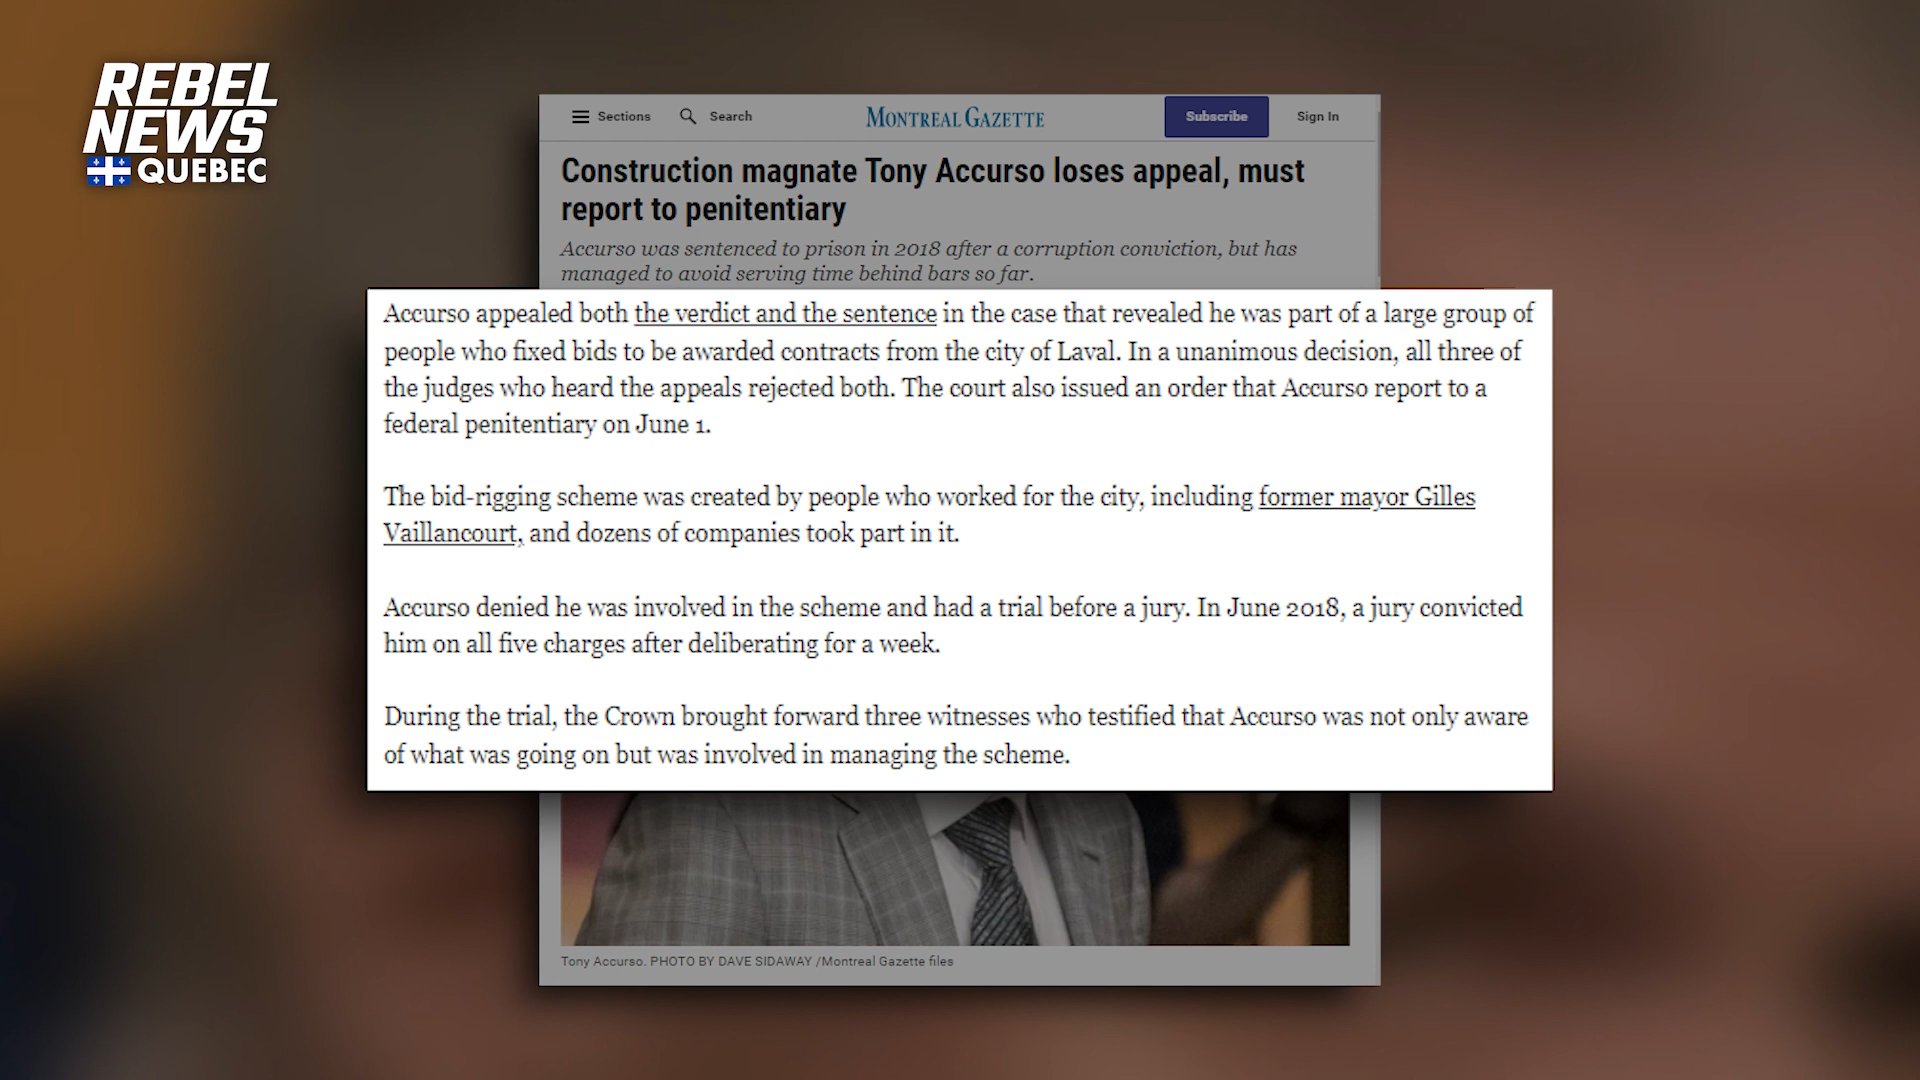 REBEL
NEWS
QUEBEC
Sections
Search
MONTREAL GAZETTE
Subscribe
Sign In
Construction magnate Tony Accurso loses appeal, must
report to penitentiary
Accurso was sentenced to prison in 2018 after a corruption conviction, but has
managed to avoid serving time behind bars so far.
Accurso appealed both the verdict and the sentence in the case that revealed he was part of a large group of
people who fixed bids to be awarded contracts from the city of Laval. In a unanimous decision, all three of
the judges who heard the appeals rejected both. The court also issued an order that Accurso report to a
federal penitentiary on June 1.
The bid-rigging scheme was created by people who worked for the city, including former mayor Gilles
Vaillancourt, and dozens of companies took part in it.
Accurso denied he was involved in the scheme and had a trial before a jury. In June 2018, a jury convicted
him on all five charges after deliberating for a week.
During the trial, the Crown brought forward three witnesses who testified that Accurso was not only aware
of what was going on but was involved in managing the scheme.
Tony Accurso. PHOTO BY DAVE SIDAWAY /Montreal Gazette files